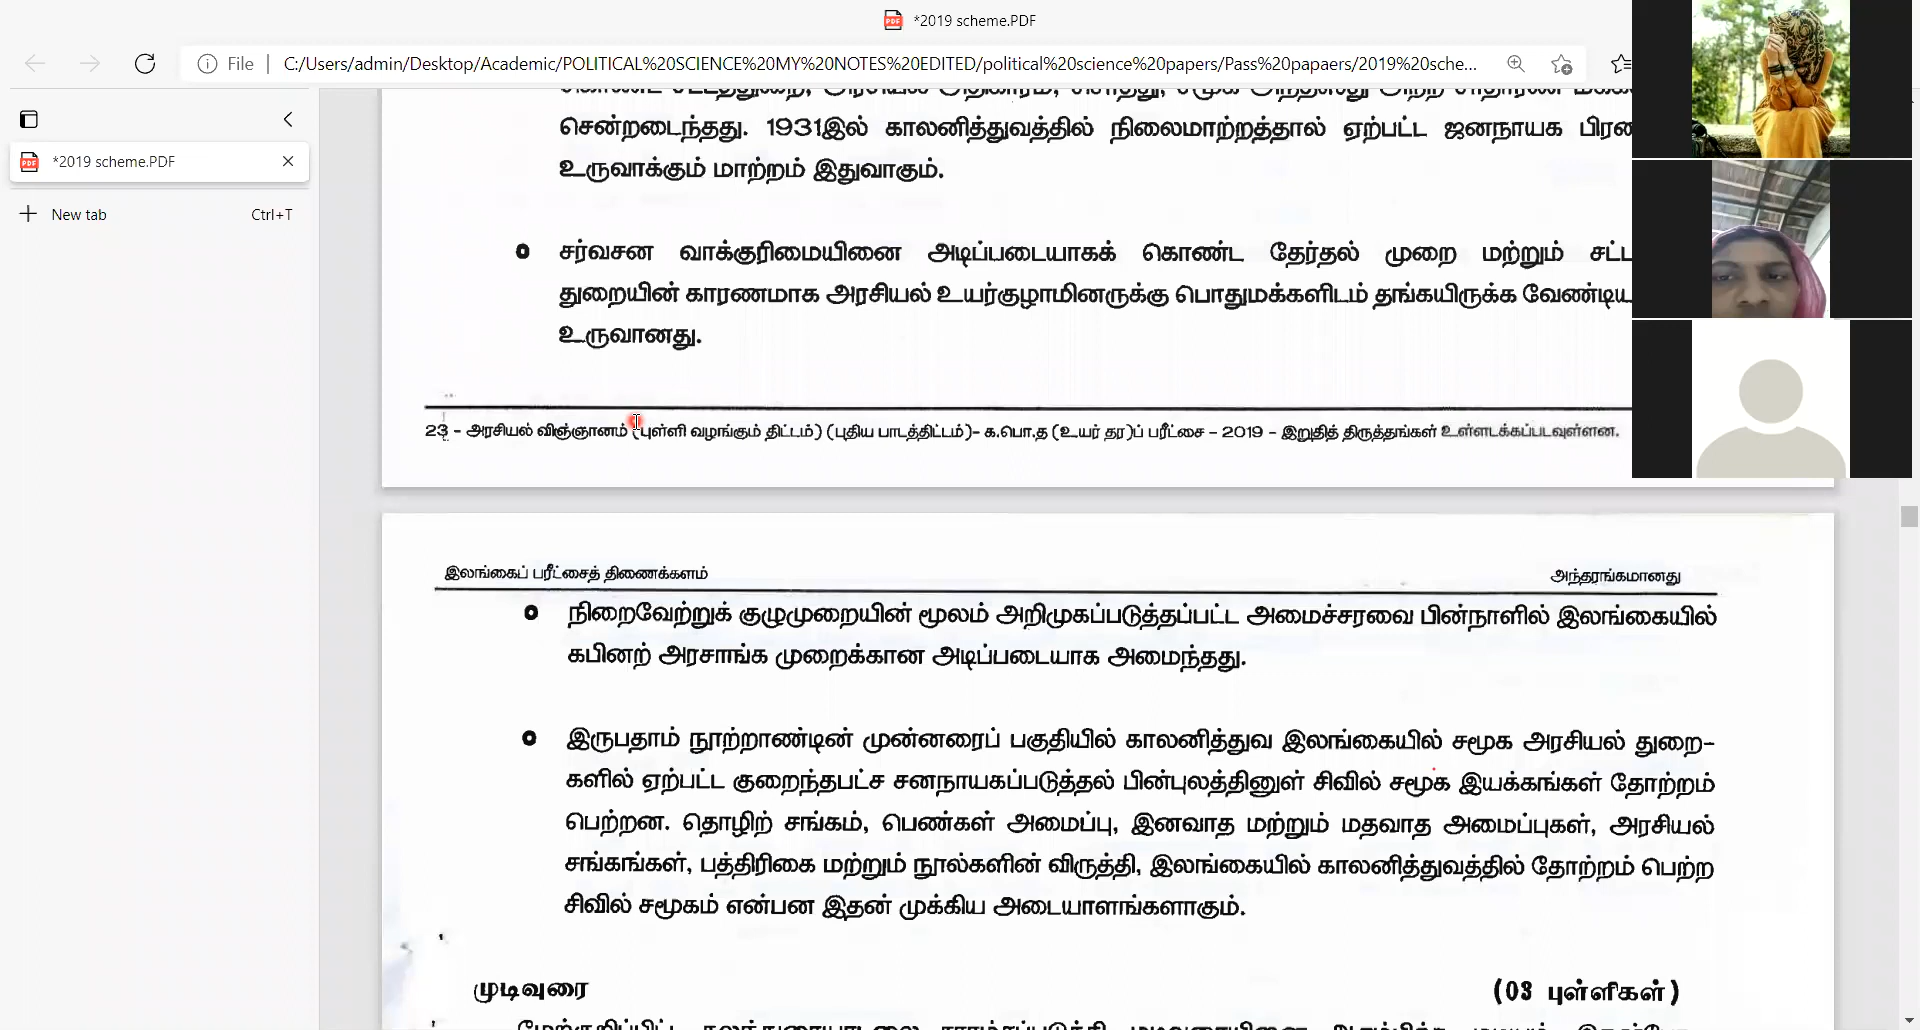 *2019 scheme.PDF
File
C:/Users/admin/Desktop/Academic/POLITICAL%20SCIENCE%20MY%20NOTES%20EDITED/political%20science%20papers/Pass%20papaers/2019%20sche...
*2019 scheme.PDF
New tab Ctrl+T
சென்றடைந்தது. 1931இல் காலனித்துவத்தில் நிலைமாற்றத்தால் ஏற்பட்ட ஜனநாயக
உருவாக்கும் மாற்றம் இதுவாகும்.
சர்வசன வாக்குரிமையினை அடிப்படையாகக் கொண்ட தேர்தல் முறை மற்றும்
துறையின் காரணமாக அரசியல் உயர்குழாமினருக்கு பொதுமக்களிடம் தங்கயிருக்க வேண்டிய
உருவானது.
23 - அரசியல் விஞ்ஞானம் (புள்ளி வழங்கும் திட்டம்) (புதிய பாடத்திட்டம்)- க.பொ.த (உயர் தர)ப் பரீட்சை - 2019 - இறுதித் திருத்தங்கள் உள்ளடக்கப்படவுள்ளன.
இலங்கைப் பரீட்சைத் திணைக்களம் அந்தரங்கமானது
நிறைவேற்றுக் குழுமுறையின் மூலம் அறிமுகப்படுத்தப்பட்ட அமைச்சரவை பின்நாளில் இலங்கையில்
கபினற் அரசாங்க முறைக்கான அடிப்படையாக அமைந்தது.
இருபதாம் நூற்றாண்டின் முன்னரைப் பகுதியில் காலனித்துவ இலங்கையில் சமூக அரசியல் துறை-
களில் ஏற்பட்ட குறைந்தபட்ச சனநாயகப்படுத்தல் பின்புலத்தினுள் சிவில் சமூக இயக்கங்கள் தோற்றம்
பெற்றன. தொழிற் சங்கம், பெண்கள் அமைப்பு, இனவாத மற்றும் மதவாத அமைப்புகள், அரசியல்
சங்கங்கள், பத்திரிகை மற்றும் நூல்களின் விருத்தி, இலங்கையில் காலனித்துவத்தில் தோற்றம் பெற்ற
சிவில் சமூகம் என்பன இதன் முக்கிய அடையாளங்களாகும்.
முடிவுரை (03 புள்ளிகள்)